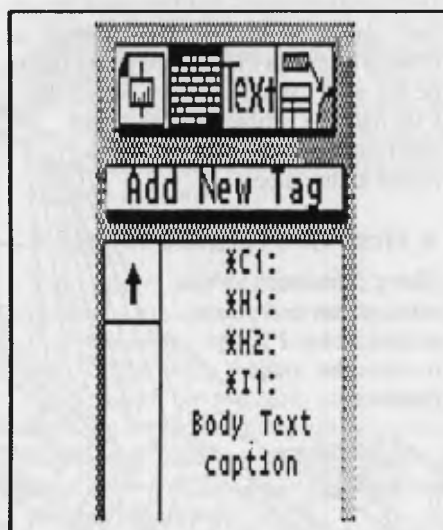 Text
Add New Tag
*C1:
*H1:
*H2:
*I1:
Body Text
caption